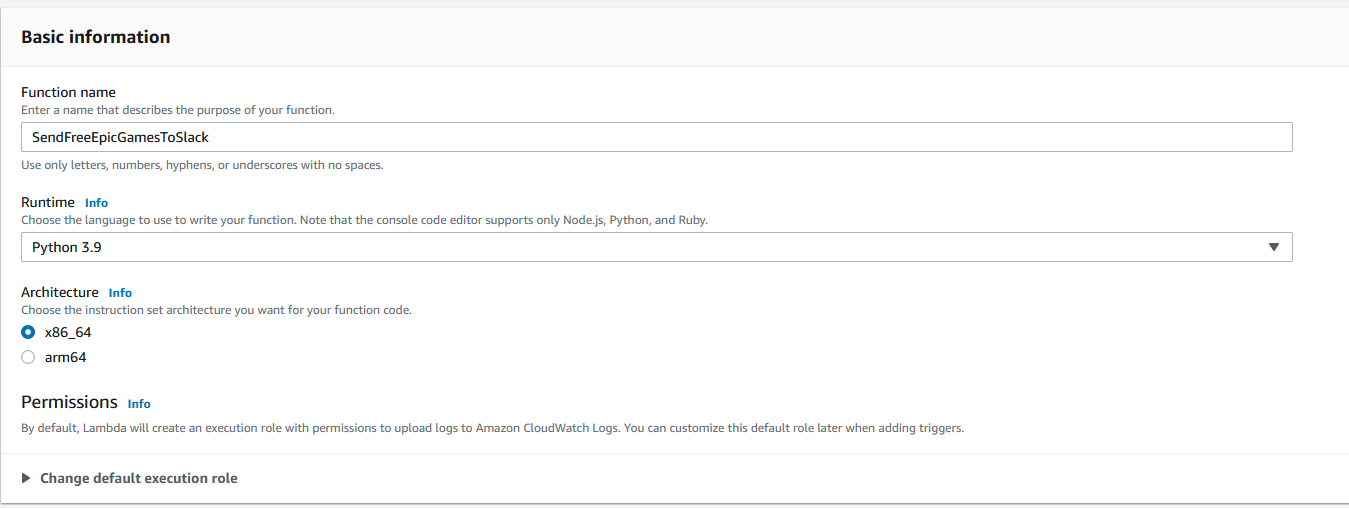 Basic information
Function name
Enter a name that describes the purpose of your function.
SendFreeEpicGamesToSlack
Use only letters, numbers, hyphens, or underscores with no spaces.
Runtime Info
Choose the language to use to write your function. Note that the console code editor supports only Node.js, Python, and Ruby.
Python 3.9
Architecture Info
Choose the instruction set architecture you want for your function code.
x86_64
arm64
Permissions Info
By default, Lambda will create an execution role with permissions to upload logs to Amazon CloudWatch Logs. You can customize this default role later when adding triggers.
Change default execution role